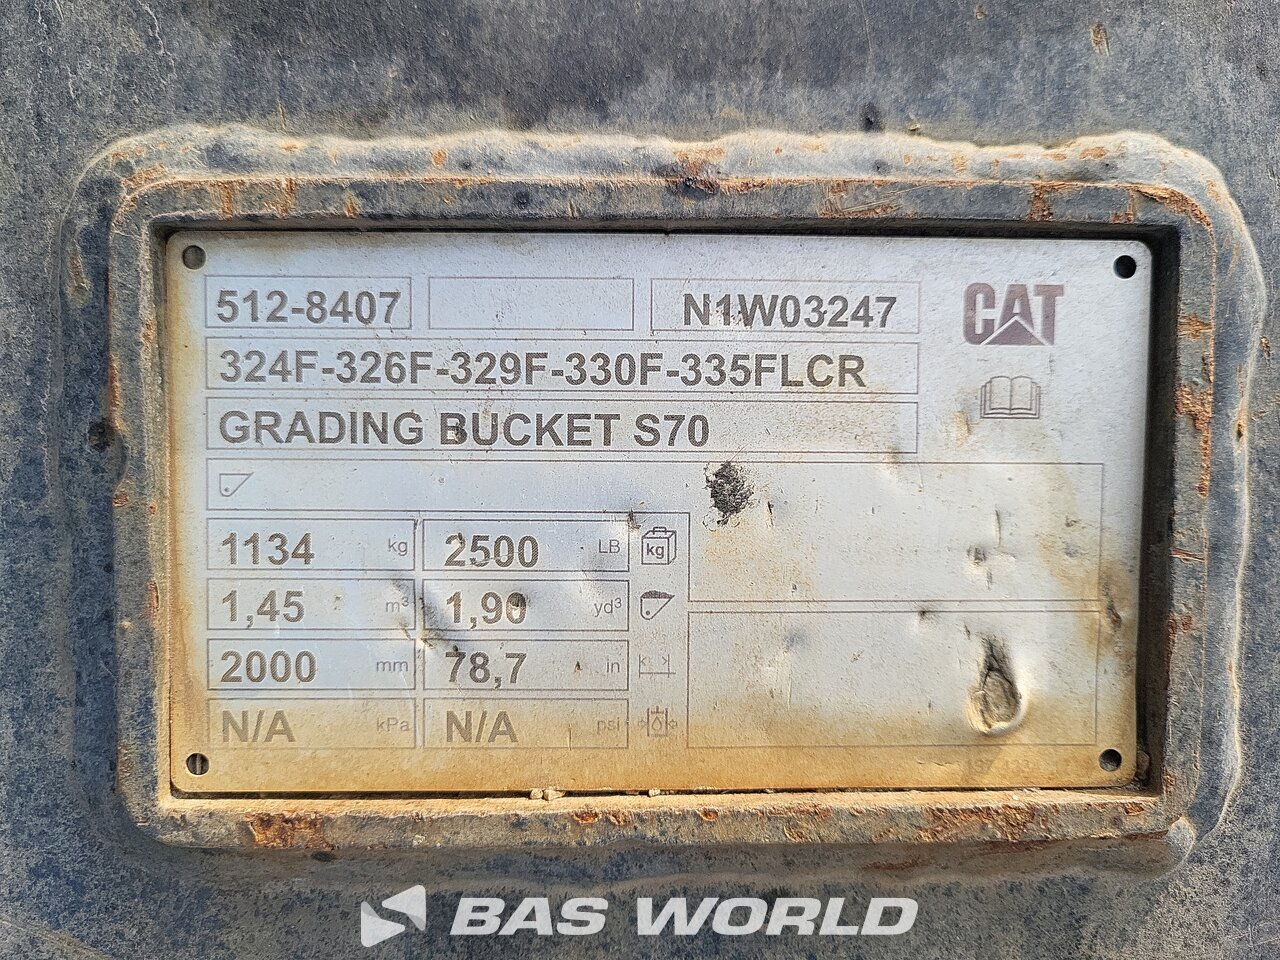 512-8407 N1W03247 CAT
324F-326F-329F-330F-335FLCR
GRADING BUCKET S70
1134 kg 2500 LB kg
1,45 m³ 1,90 yd³
2000 mm 78,7 in
N/A kPa N/A psi
BAS WORLD